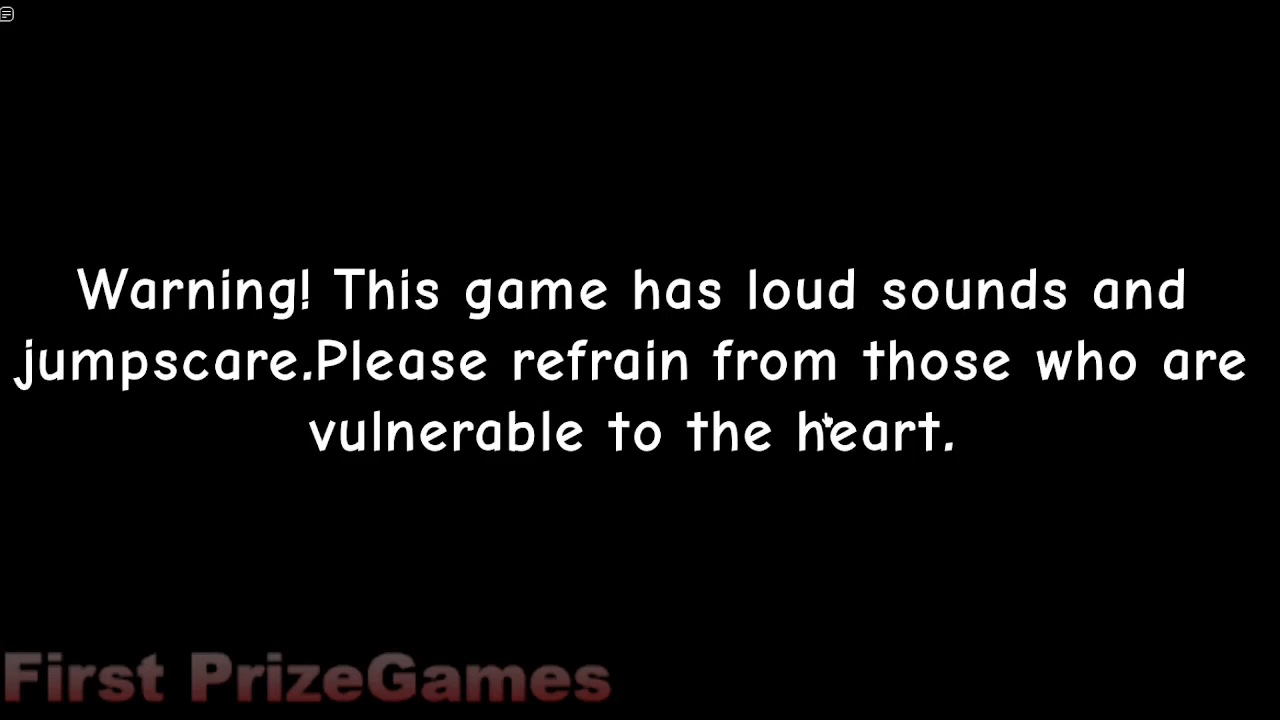 Warning! This game has loud sounds and
jumpscare.Please refrain from those who are
vulnerable to the heart.
First PrizeGames